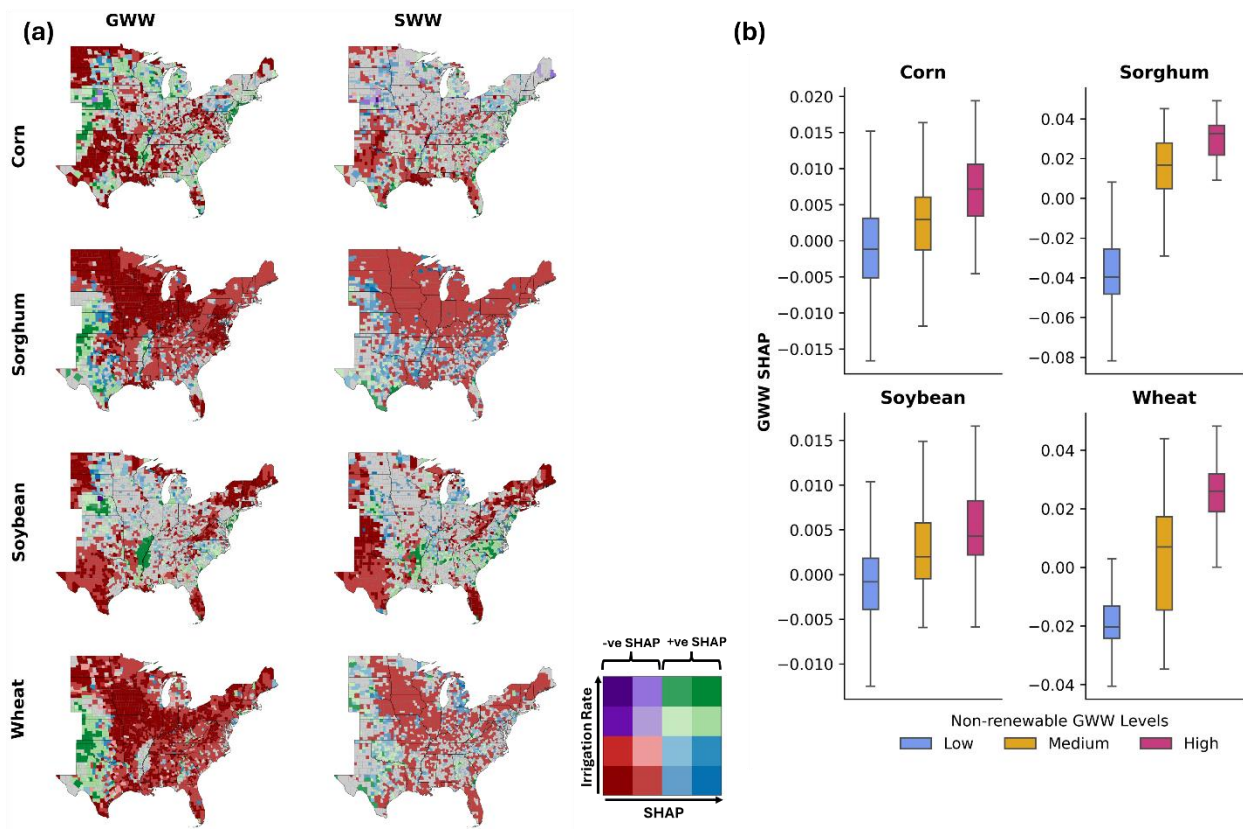 (a)
GWW
SWW
Corn
Sorghum
Soybean
Wheat
-ve SHAP
+ve SHAP
Irrigation Rate
SHAP
(b)
GWW SHAP
Corn
0.020
0.015
0.010
0.005
0.000
−0.005
−0.010
−0.015
Sorghum
0.04
0.02
0.00
−0.02
−0.04
−0.06
−0.08
Soybean
0.015
0.010
0.005
0.000
−0.005
−0.010
Wheat
0.04
0.02
0.00
−0.02
−0.04
Non-renewable GWW Levels
Low Medium High